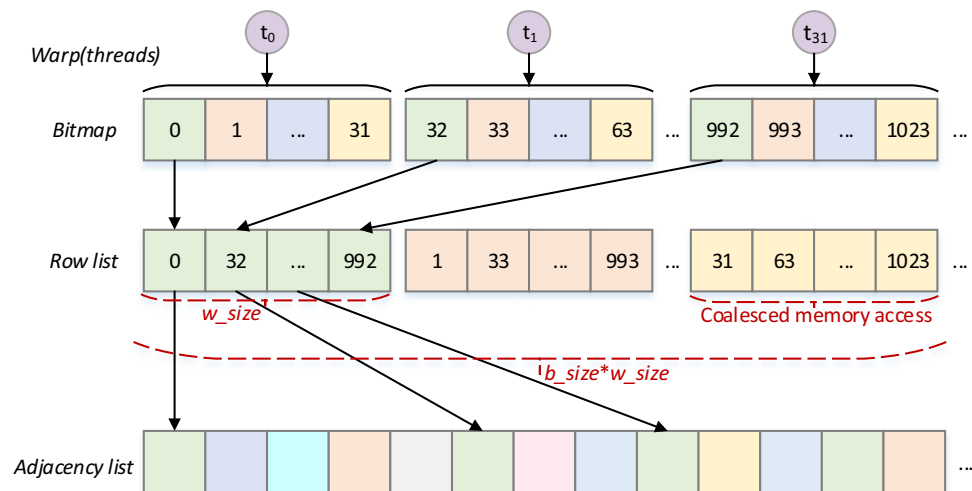 Warp(threads) t0 t1 t31
Bitmap 0 1 ... 31 32 33 ... 63 ... 992 993 ... 1023 ...
Row list 0 32 ... 992 1 33 ... 993 ... 31 63 ... 1023 ...
w_size Coalesced memory access
b_size*w_size
Adjacency list ...